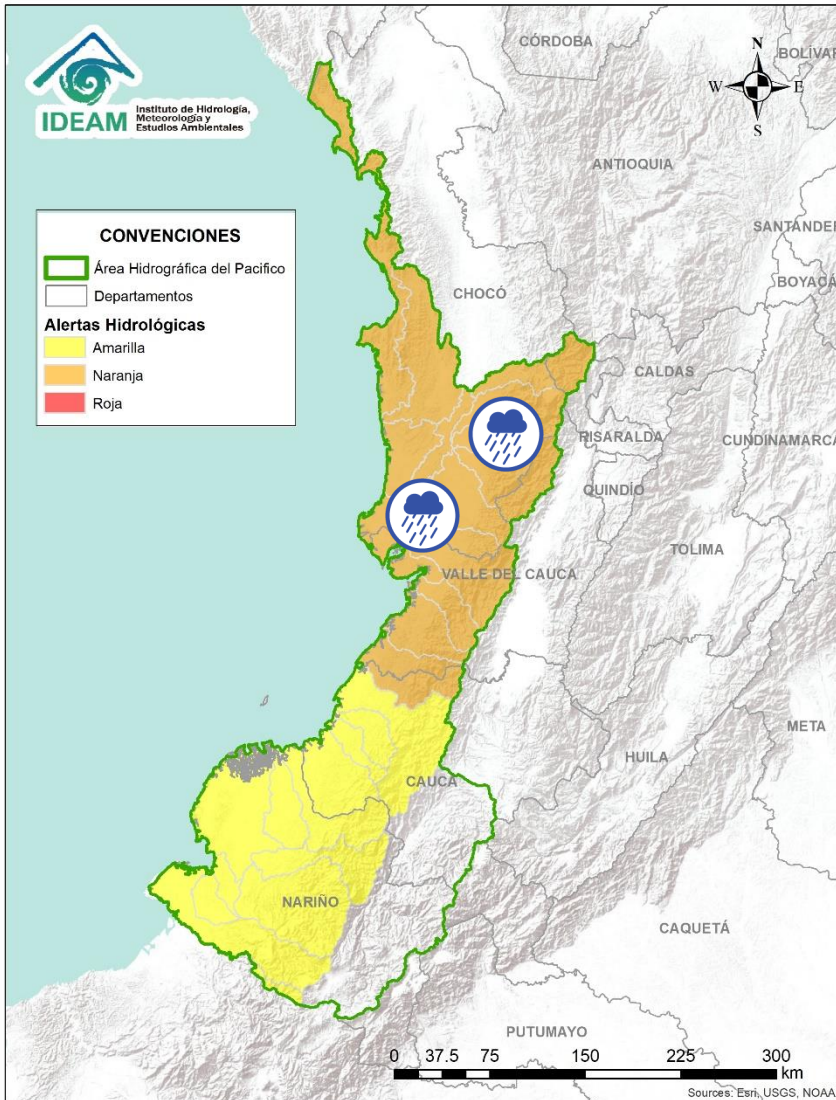 IDEAM
Instituto de Hidrología,
Meteorología y
Estudios Ambientales
CONVENCIONES
Área Hidrográfica del Pacifico
Departamentos
Alertas Hidrológicas
Amarilla
Naranja
Roja
N
W
E
S
CÓRDOBA
BOLÍVAR
ANTIOQUIA
SANTANDER
BOYACÁ
CHOCÓ
CALDAS
RISARALDA
CUNDINAMARCA
QUINDÍO
TOLIMA
VALLE DEL CAUCA
META
HUILA
CAUCA
NARIÑO
CAQUETÁ
PUTUMAYO
0 37.5 75 150 225 300
km
Sources: Esri, USGS, NOAA